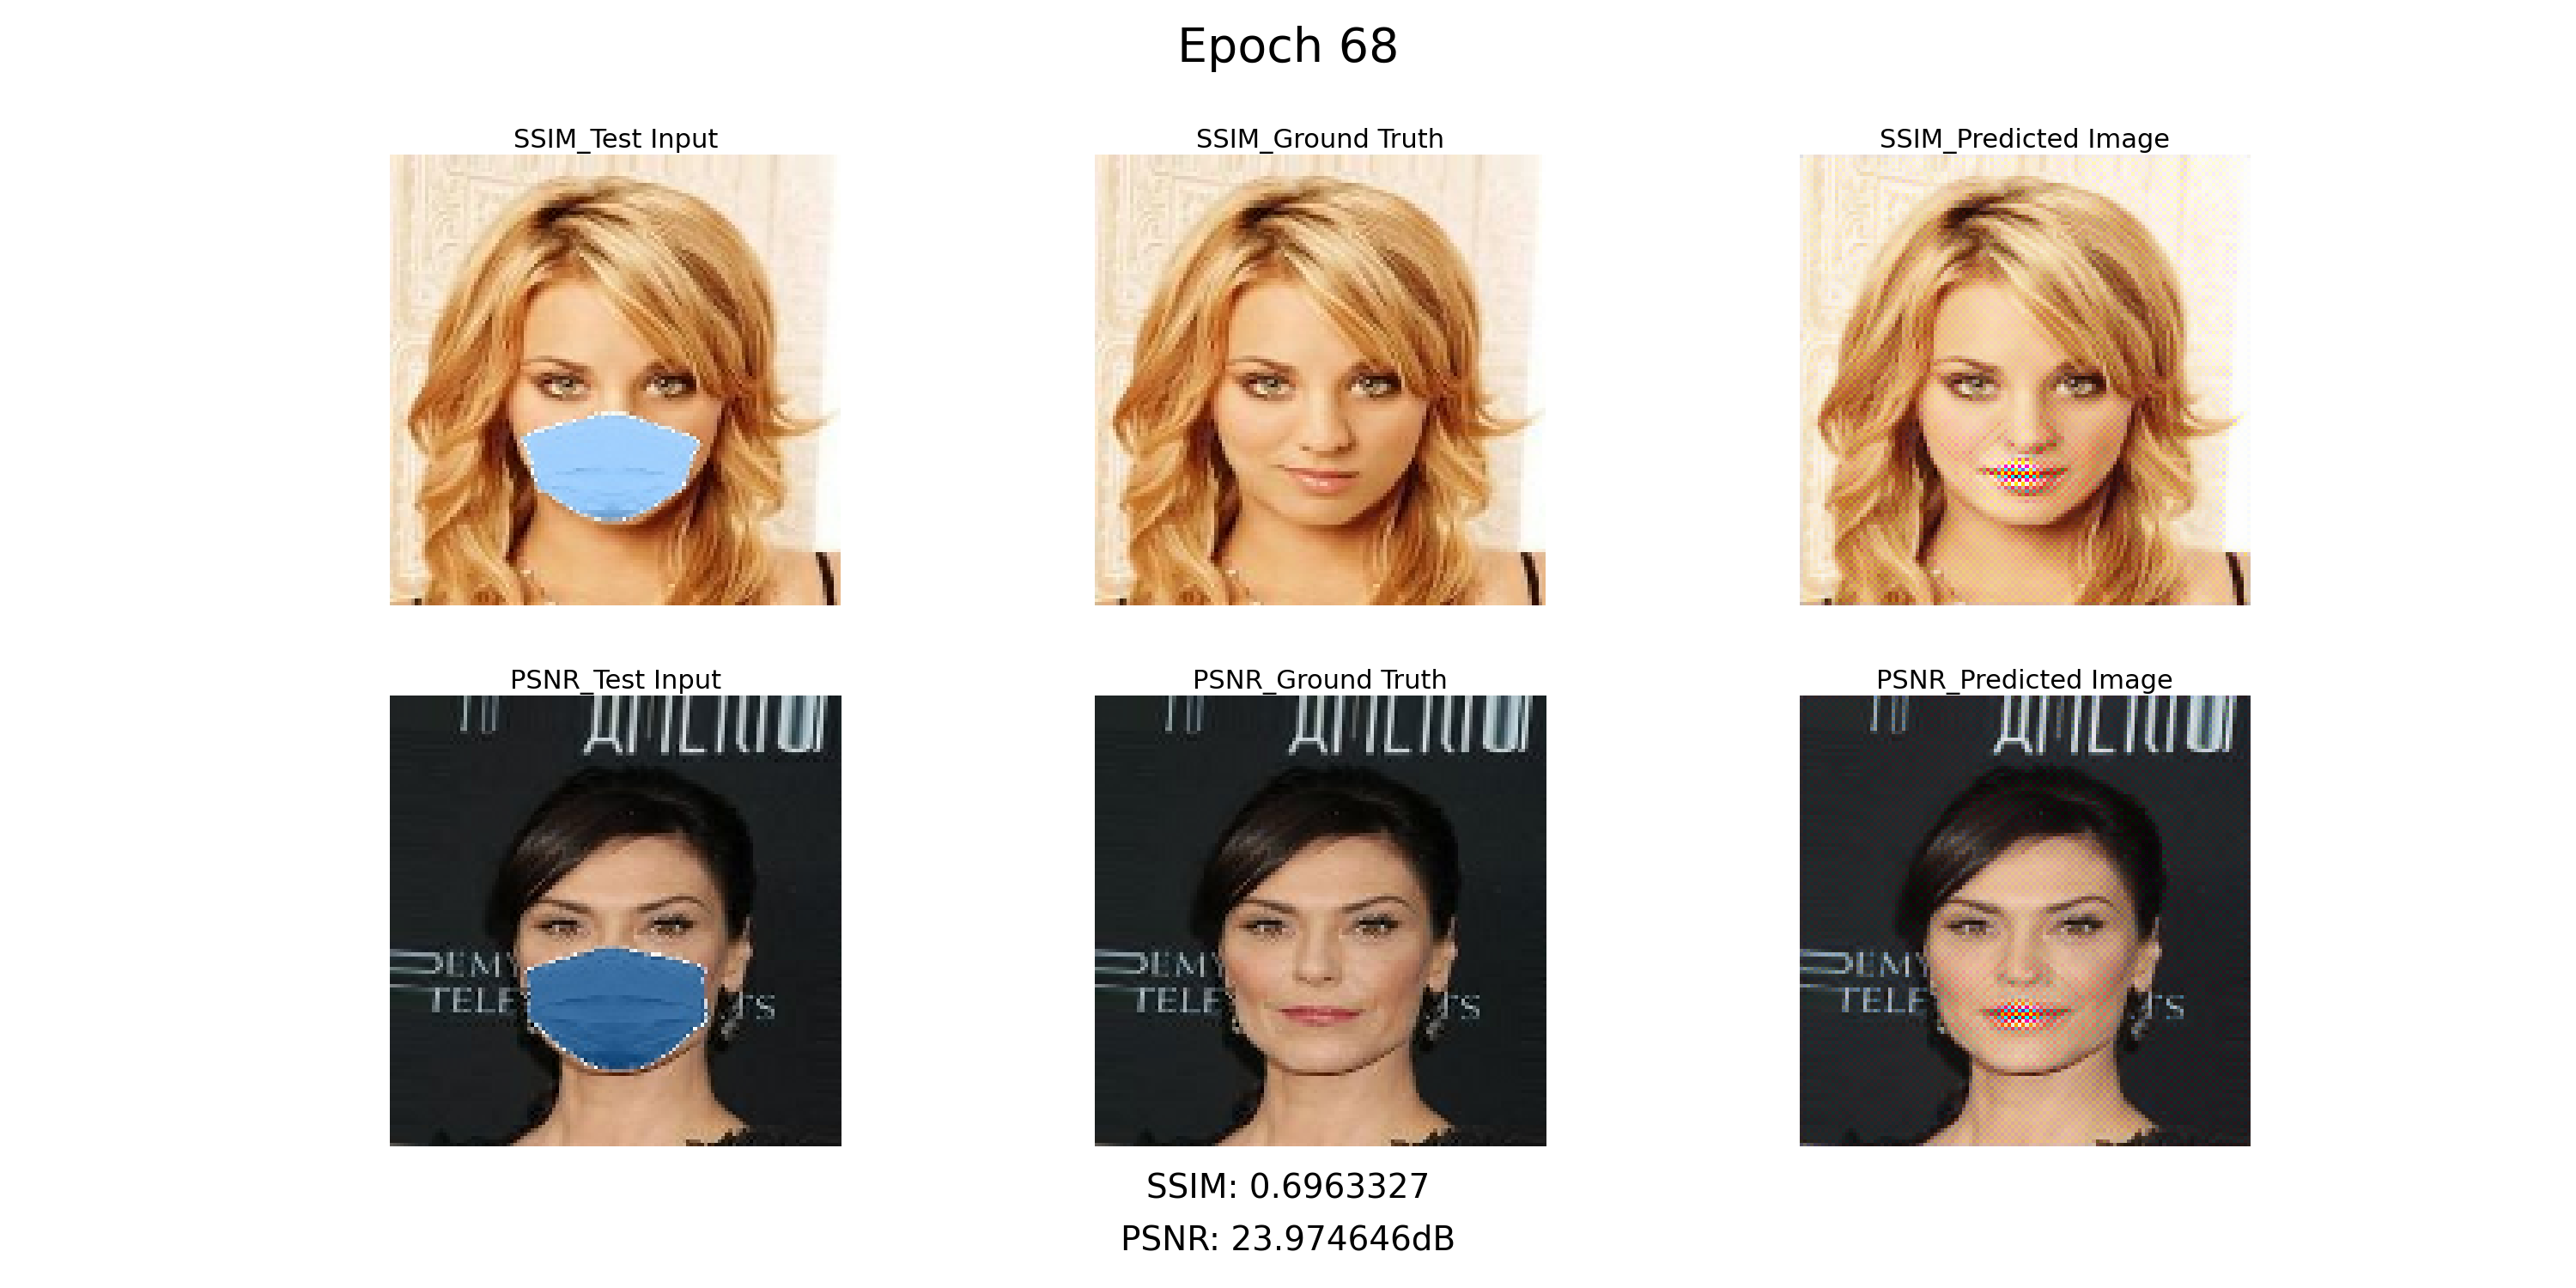 Epoch 68
SSIM_Test Input
SSIM_Ground Truth
SSIM_Predicted Image
PSNR_Test Input
PSNR_Ground Truth
PSNR_Predicted Image
SSIM: 0.6963327
PSNR: 23.974646dB